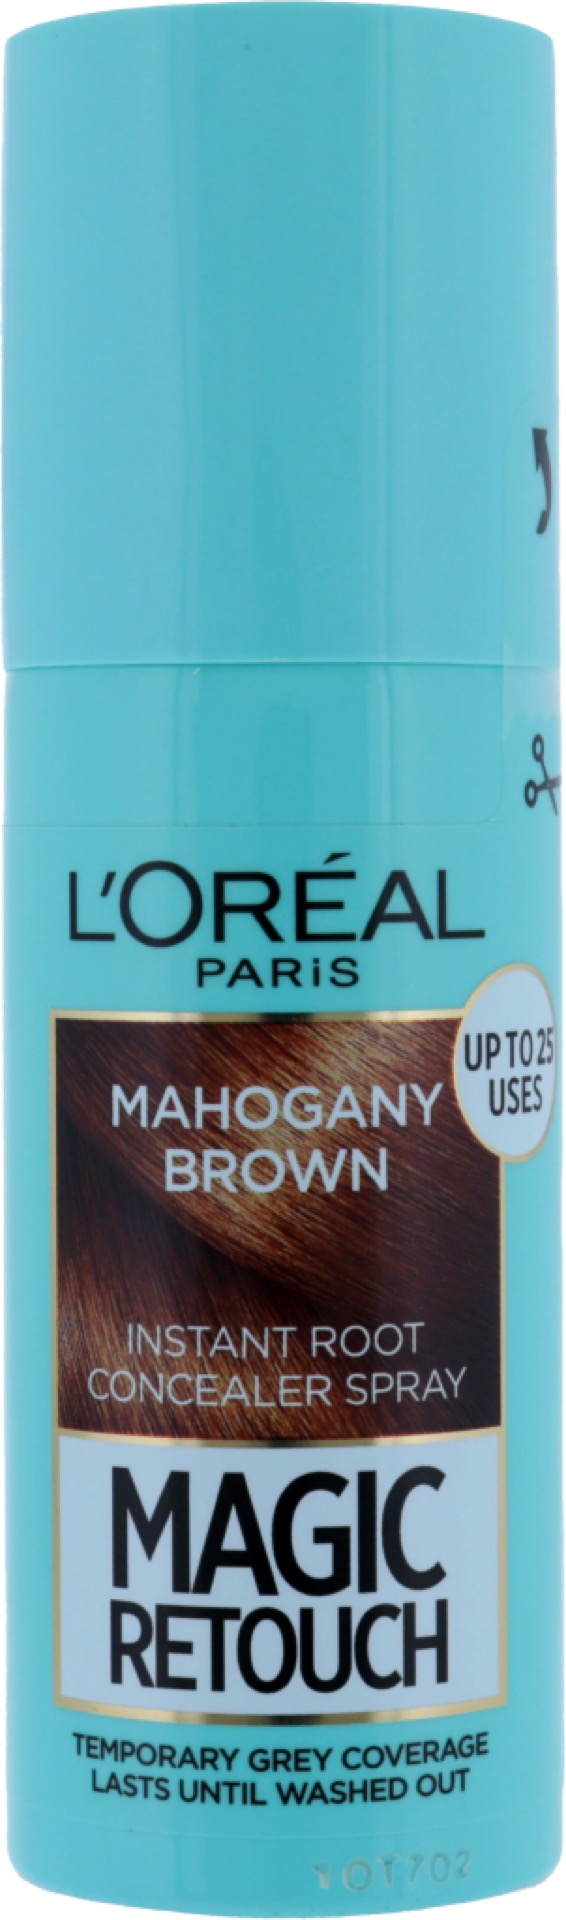 L'ORÉAL
PARiS
UP TO 25
USES
MAHOGANY
BROWN
INSTANT ROOT
CONCEALER SPRAY
MAGIC
RETOUCH
TEMPORARY GREY COVERAGE
LASTS UNTIL WASHED OUT
10T702